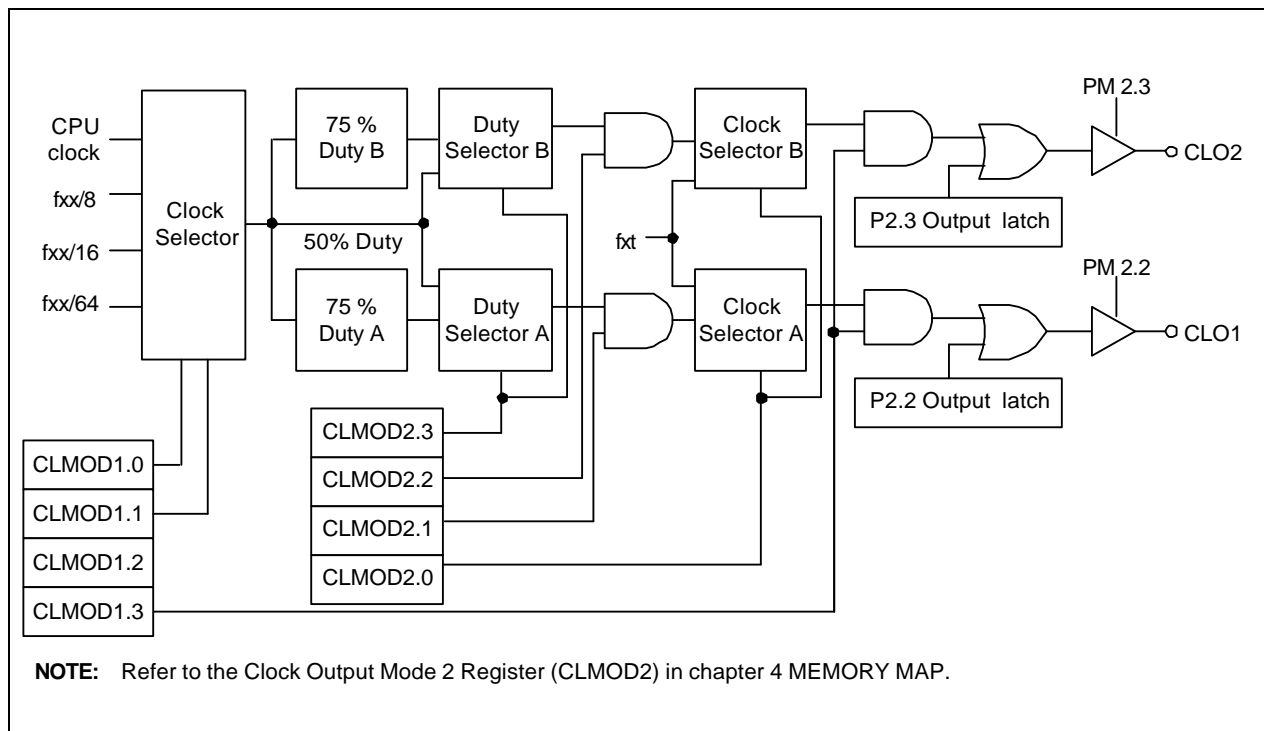 PM 2.3
CPU
clock
fxx/8
fxx/16
fxx/64
Clock
Selector
75 %
Duty B
Duty
Selector B
Clock
Selector B
CLO2
P2.3 Output latch
50% Duty
fxt
PM 2.2
75 %
Duty A
Duty
Selector A
Clock
Selector A
CLO1
P2.2 Output latch
CLMOD1.0
CLMOD1.1
CLMOD1.2
CLMOD1.3
CLMOD2.3
CLMOD2.2
CLMOD2.1
CLMOD2.0
NOTE: Refer to the Clock Output Mode 2 Register (CLMOD2) in chapter 4 MEMORY MAP.